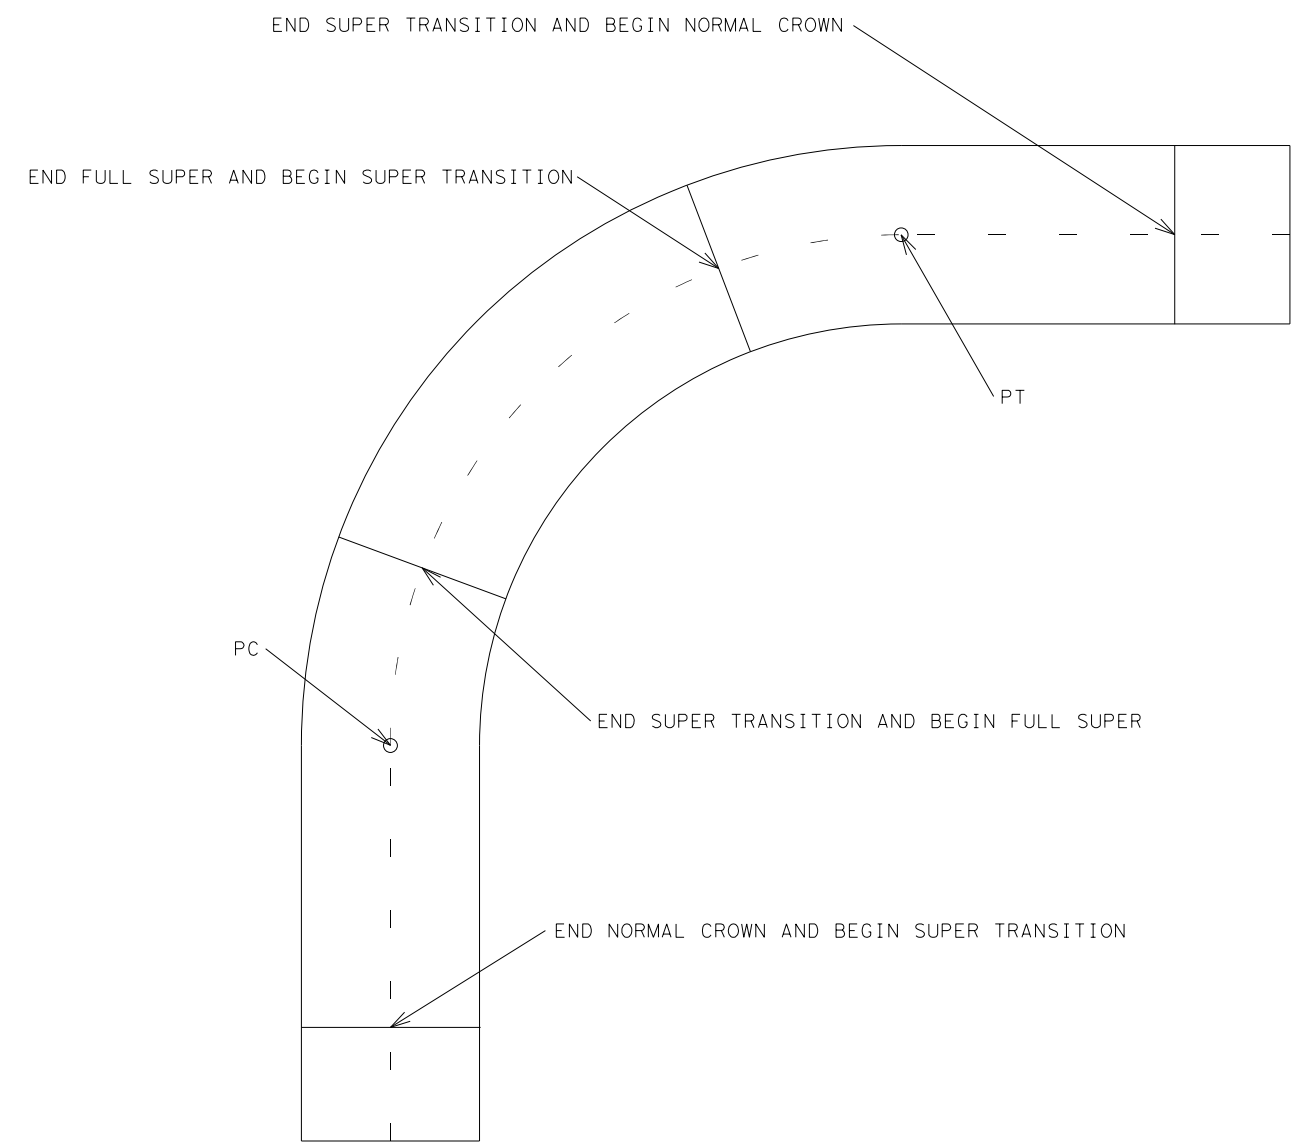 END SUPER TRANSITION AND BEGIN NORMAL CROWN
END FULL SUPER AND BEGIN SUPER TRANSITION
PT
PC
END SUPER TRANSITION AND BEGIN FULL SUPER
END NORMAL CROWN AND BEGIN SUPER TRANSITION